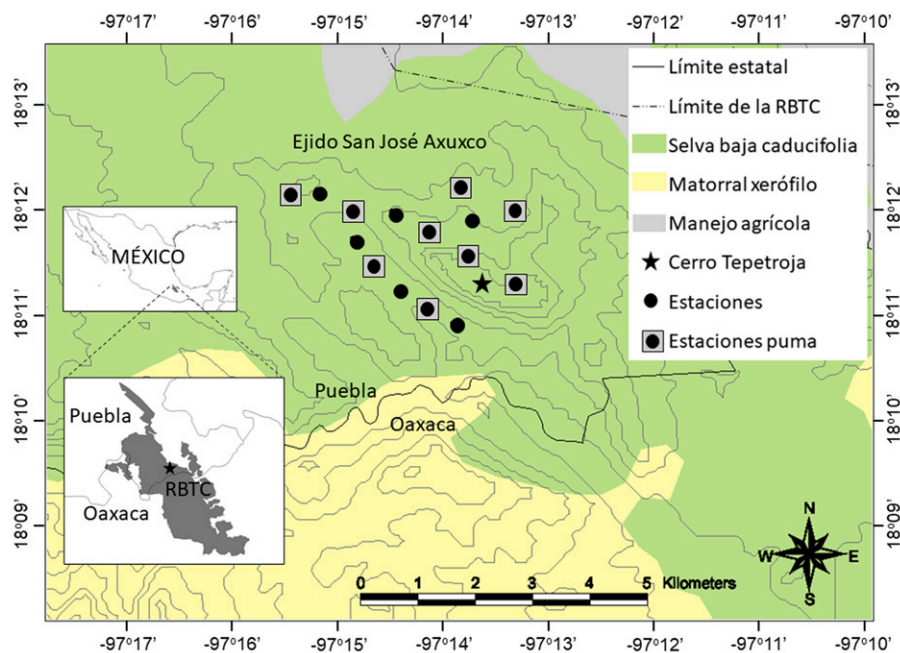 -97°17' -97°16' -97°15' -97°14' -97°13' -97°12' -97°11' -97°10'
18°13' 18°13'
18°12' 18°12'
18°11' 18°11'
18°10' 18°10'
18°09' 18°09'
Ejido San José Axuxco
Límite estatal
Límite de la RBTC
Selva baja caducifolia
Matorral xerófilo
Manejo agrícola
Cerro Tepetroja
Estaciones
Estaciones puma
MÉXICO
Puebla
Oaxaca
Puebla
RBTC
Oaxaca
N
W E
S
0 1 2 3 4 5 Kilometers
-97°17' -97°16' -97°15' -97°14' -97°13' -97°12' -97°11' -97°10'